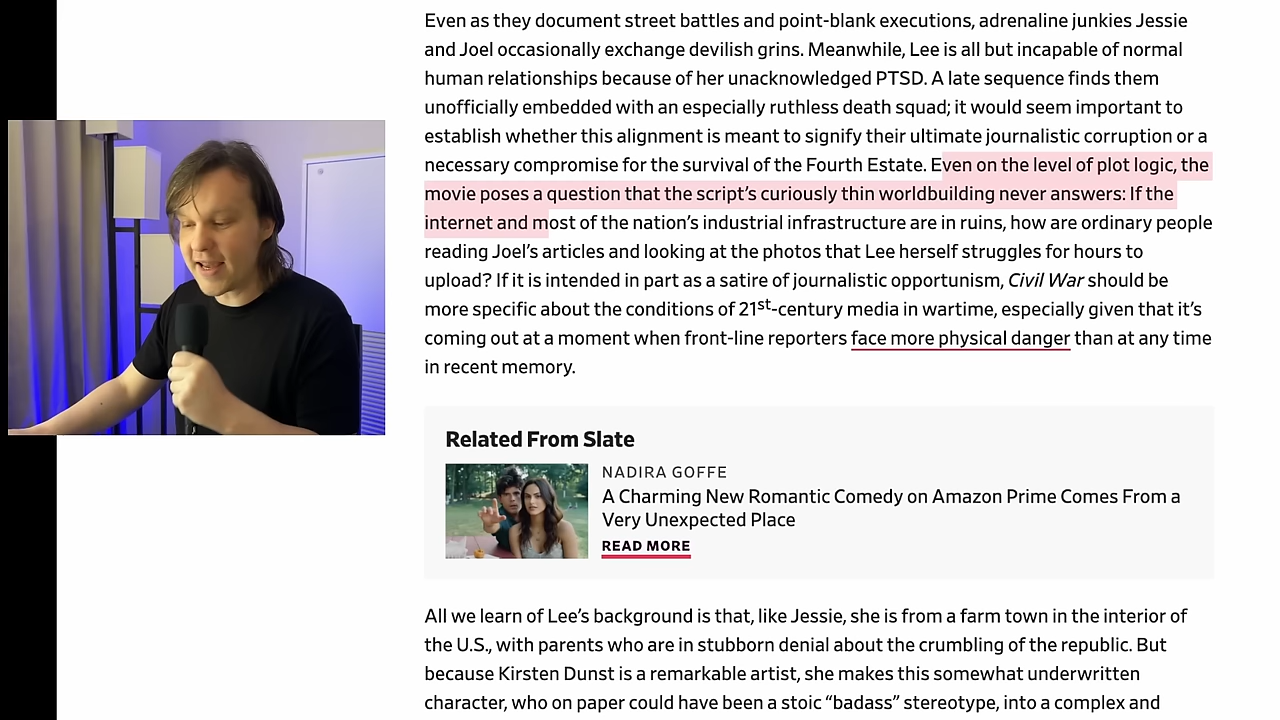 Even as they document street battles and point-blank executions, adrenaline junkies Jessie
and Joel occasionally exchange devilish grins. Meanwhile, Lee is all but incapable of normal
human relationships because of her unacknowledged PTSD. A late sequence finds them
unofficially embedded with an especially ruthless death squad; it would seem important to
establish whether this alignment is meant to signify their ultimate journalistic corruption or a
necessary compromise for the survival of the Fourth Estate. Even on the level of plot logic, the
movie poses a question that the script’s curiously thin worldbuilding never answers: If the
internet and most of the nation’s industrial infrastructure are in ruins, how are ordinary people
reading Joel’s articles and looking at the photos that Lee herself struggles for hours to
upload? If it is intended in part as a satire of journalistic opportunism, Civil War should be
more specific about the conditions of 21st-century media in wartime, especially given that it’s
coming out at a moment when front-line reporters face more physical danger than at any time
in recent memory.
Related From Slate
NADIRA GOFFE
A Charming New Romantic Comedy on Amazon Prime Comes From a
Very Unexpected Place
READ MORE
All we learn of Lee’s background is that, like Jessie, she is from a farm town in the interior of
the U.S., with parents who are in stubborn denial about the crumbling of the republic. But
because Kirsten Dunst is a remarkable artist, she makes this somewhat underwritten
character, who on paper could have been a stoic “badass” stereotype, into a complex and